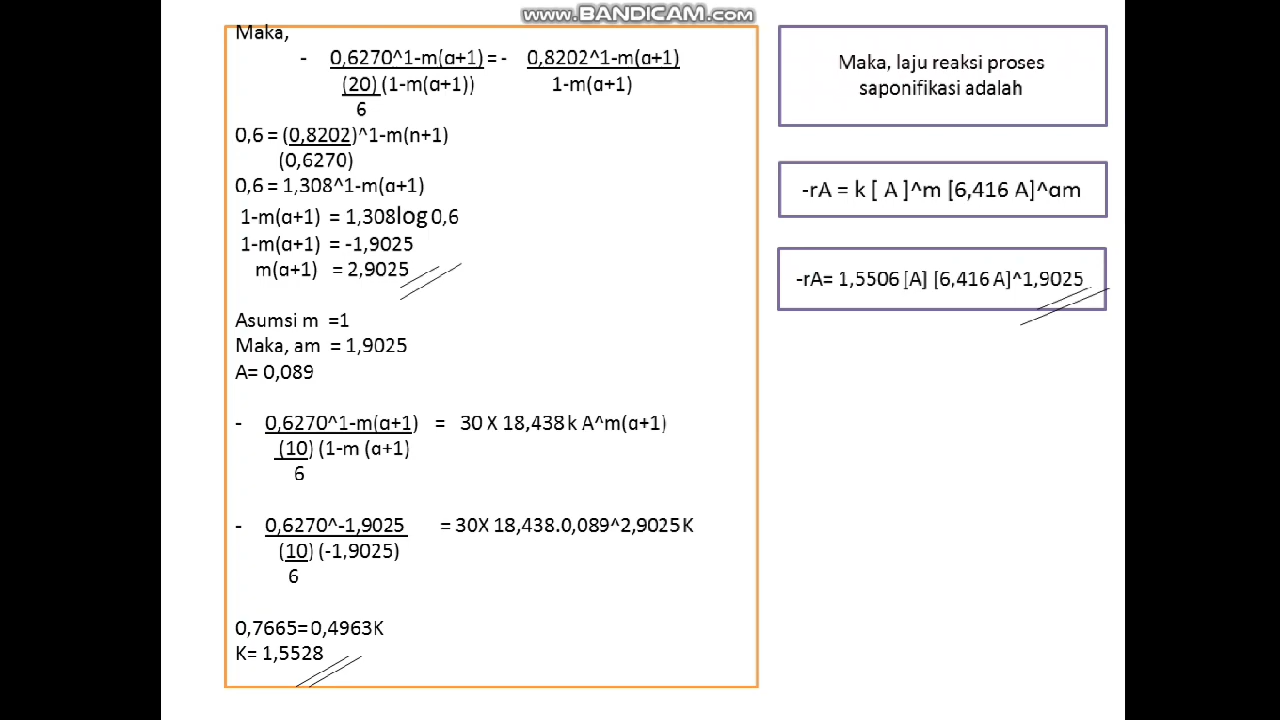 www.BANDICAM.com
Maka,
- 0,6270^1-m(a+1) = - 0,8202^1-m(a+1)
(20) (1-m(a+1)) 1-m(a+1)
6
0,6 = (0,8202)^1-m(n+1)
(0,6270)
0,6 = 1,308^1-m(a+1)
1-m(a+1) = 1,308log 0,6
1-m(a+1) = -1,9025
m(a+1) = 2,9025
Asumsi m =1
Maka, am = 1,9025
A= 0,089
- 0,6270^1-m(a+1) = 30 X 18,438 k A^m(a+1)
(10) (1-m (a+1)
6
- 0,6270^-1,9025 = 30X 18,438.0,089^2,9025 K
(10) (-1,9025)
6
0,7665= 0,4963K
K= 1,5528
Maka, laju reaksi proses
saponifikasi adalah
-rA = k [ A ]^m [6,416 A]^am
-rA= 1,5506 [A] [6,416 A]^1,9025